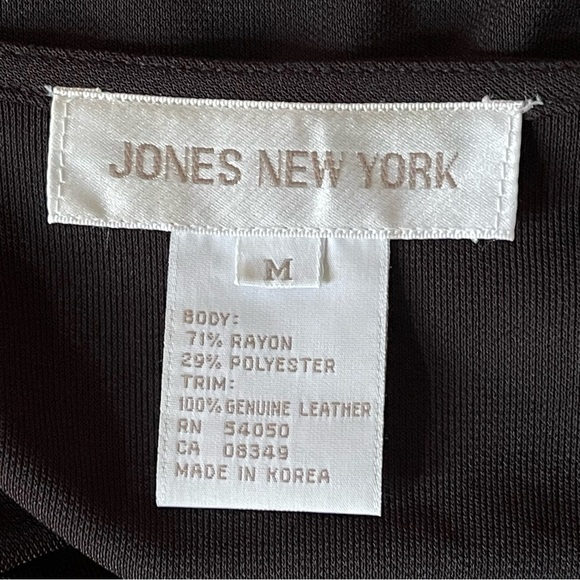 JONES NEW YORK
M
BODY:
71% RAYON
29% POLYESTER
TRIM:
100% GENUINE LEATHER
RN 54050
CA 08349
MADE IN KOREA